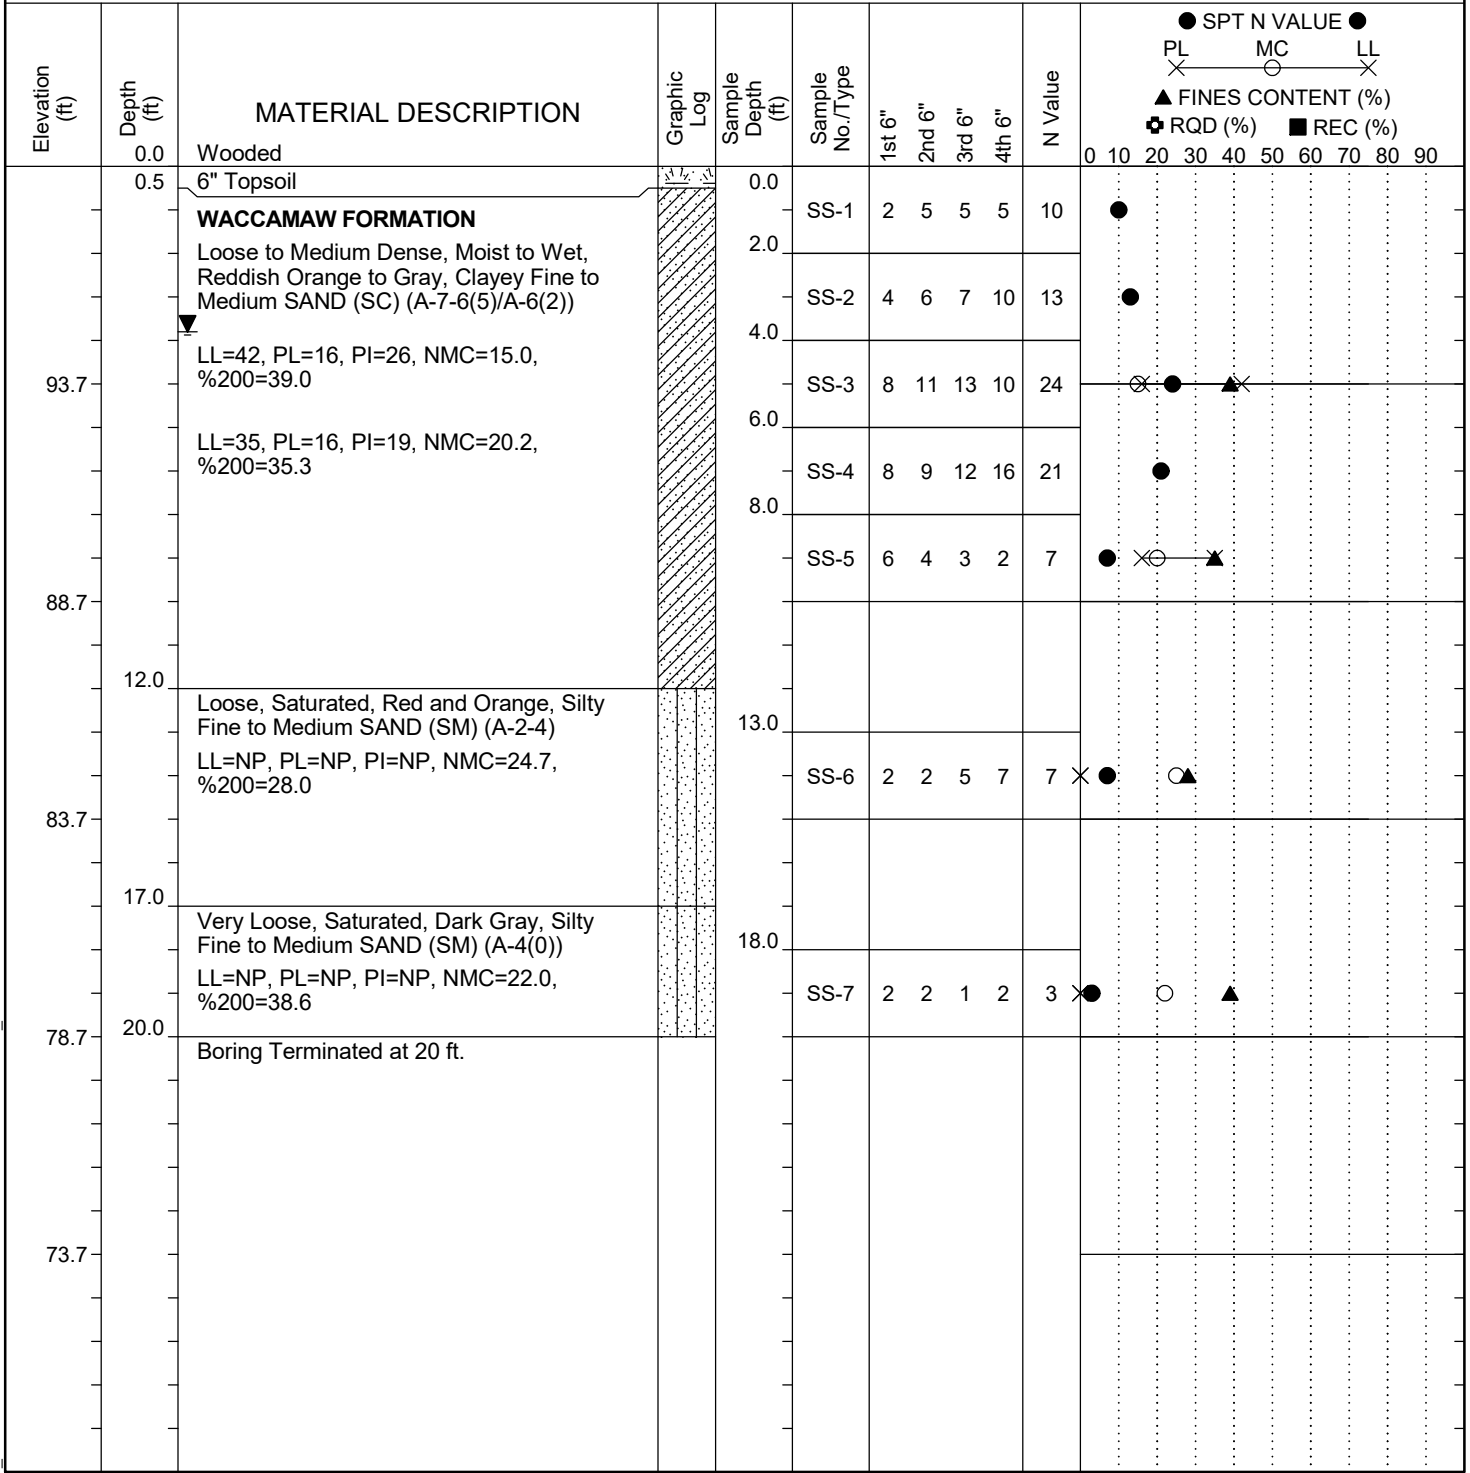 Elevation
(ft)
Depth
(ft)
MATERIAL DESCRIPTION
Graphic
Log
Sample
Depth
(ft)
Sample
No./Type
1st 6"
2nd 6"
3rd 6"
4th 6"
N Value
SPT N VALUE
PL MC LL
FINES CONTENT (%)
RQD (%) REC (%)
0 10 20 30 40 50 60 70 80 90
0.0 Wooded
0.5 6" Topsoil 0.0
WACCAMAW FORMATION
SS-1 2 5 5 5 10
Loose to Medium Dense, Moist to Wet, 2.0
Reddish Orange to Gray, Clayey Fine to
Medium SAND (SC) (A-7-6(5)/A-6(2))
SS-2 4 6 7 10 13
4.0
LL=42, PL=16, PI=26, NMC=15.0,
%200=39.0
93.7 SS-3 8 11 13 10 24
6.0
LL=35, PL=16, PI=19, NMC=20.2,
%200=35.3
SS-4 8 9 12 16 21
8.0
SS-5 6 4 3 2 7
88.7
12.0
Loose, Saturated, Red and Orange, Silty
Fine to Medium SAND (SM) (A-2-4) 13.0
LL=NP, PL=NP, PI=NP, NMC=24.7,
%200=28.0
SS-6 2 2 5 7 7
83.7
17.0
Very Loose, Saturated, Dark Gray, Silty
Fine to Medium SAND (SM) (A-4(0)) 18.0
LL=NP, PL=NP, PI=NP, NMC=22.0,
%200=38.6
SS-7 2 2 1 2 3
78.7 20.0
Boring Terminated at 20 ft.
73.7